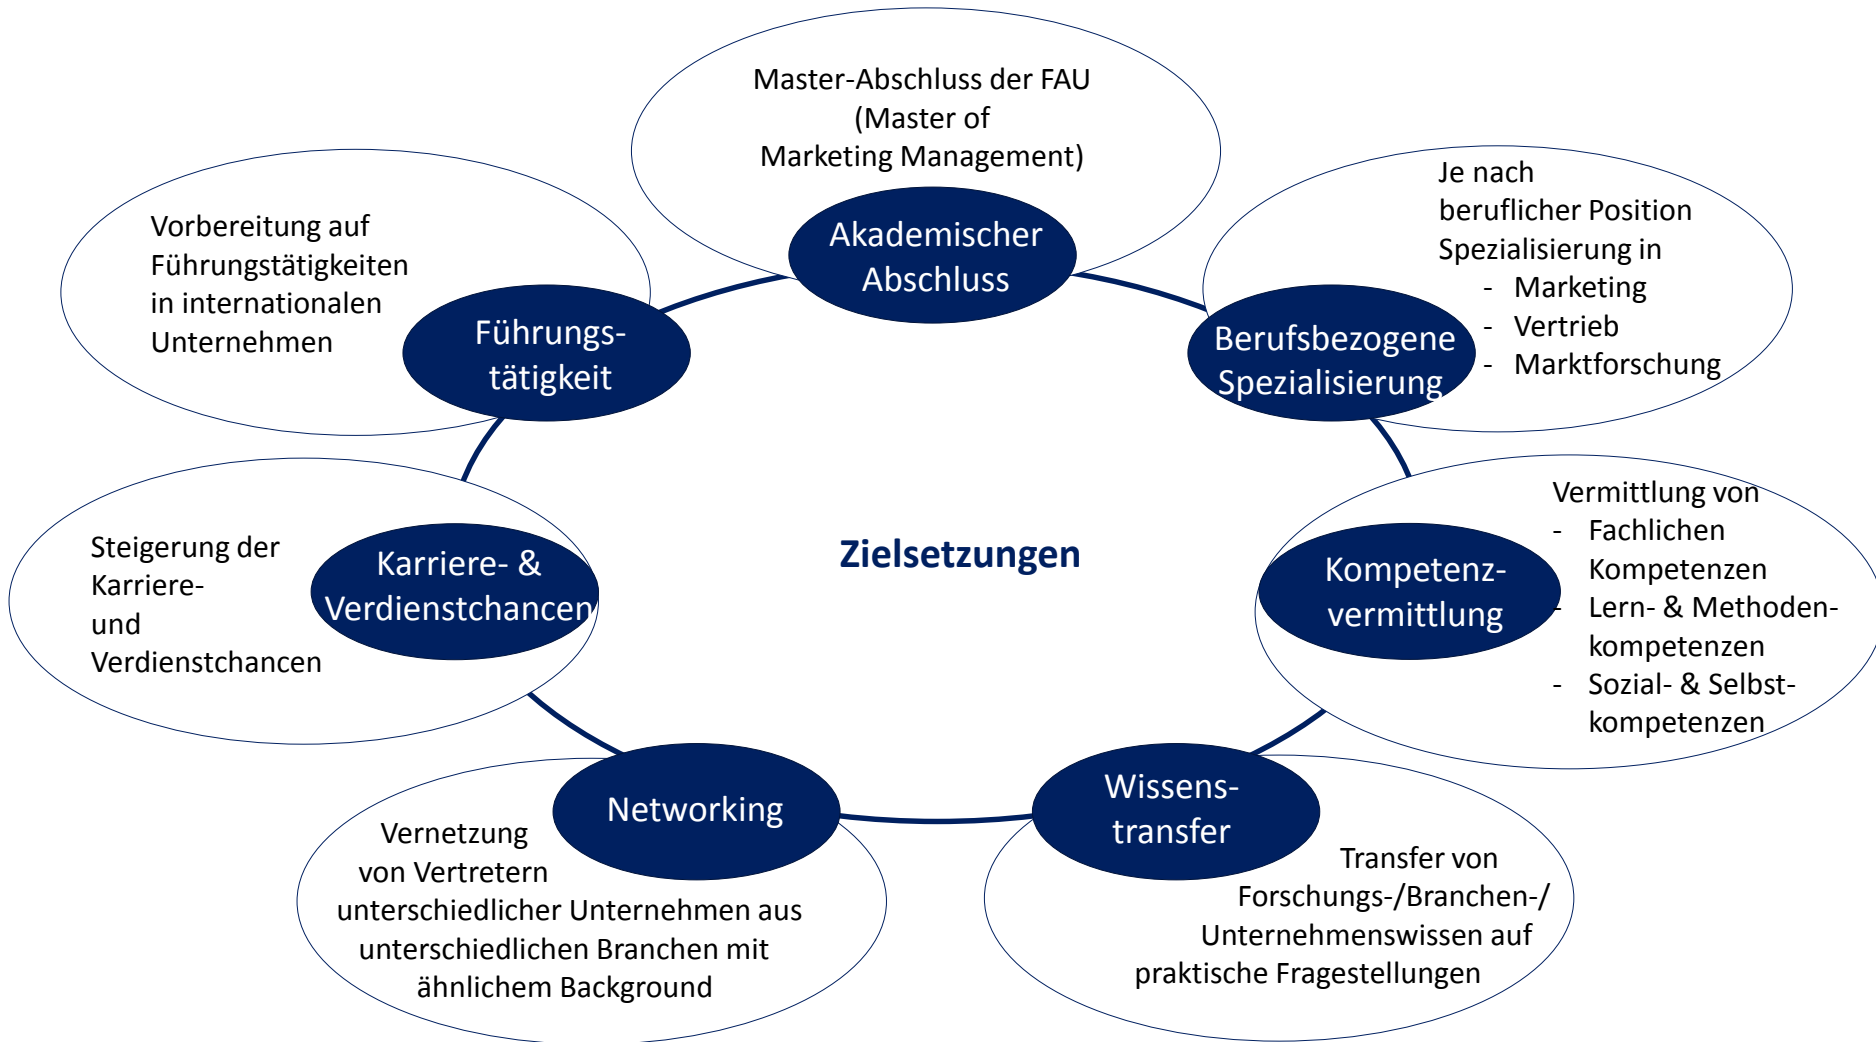 Master-Abschluss der FAU
(Master of
Marketing Management)
Akademischer
Abschluss
Je nach
beruflicher Position
Spezialisierung in
- Marketing
- Vertrieb
- Marktforschung
Berufsbezogene
Spezialisierung
Vermittlung von
- Fachlichen
Kompetenzen
- Lern- & Methoden-
kompetenzen
- Sozial- & Selbst-
kompetenzen
Kompetenz-
vermittlung
Wissens-
transfer
Transfer von
Forschungs-/Branchen-/
Unternehmenswissen auf
praktische Fragestellungen
Networking
Vernetzung
von Vertretern
unterschiedlicher Unternehmen aus
unterschiedlichen Branchen mit
ähnlichem Background
Steigerung der
Karriere-
und
Verdienstchancen
Karriere- &
Verdienstchancen
Vorbereitung auf
Führungstätigkeiten
in internationalen
Unternehmen
Führungs-
tätigkeit
Zielsetzungen